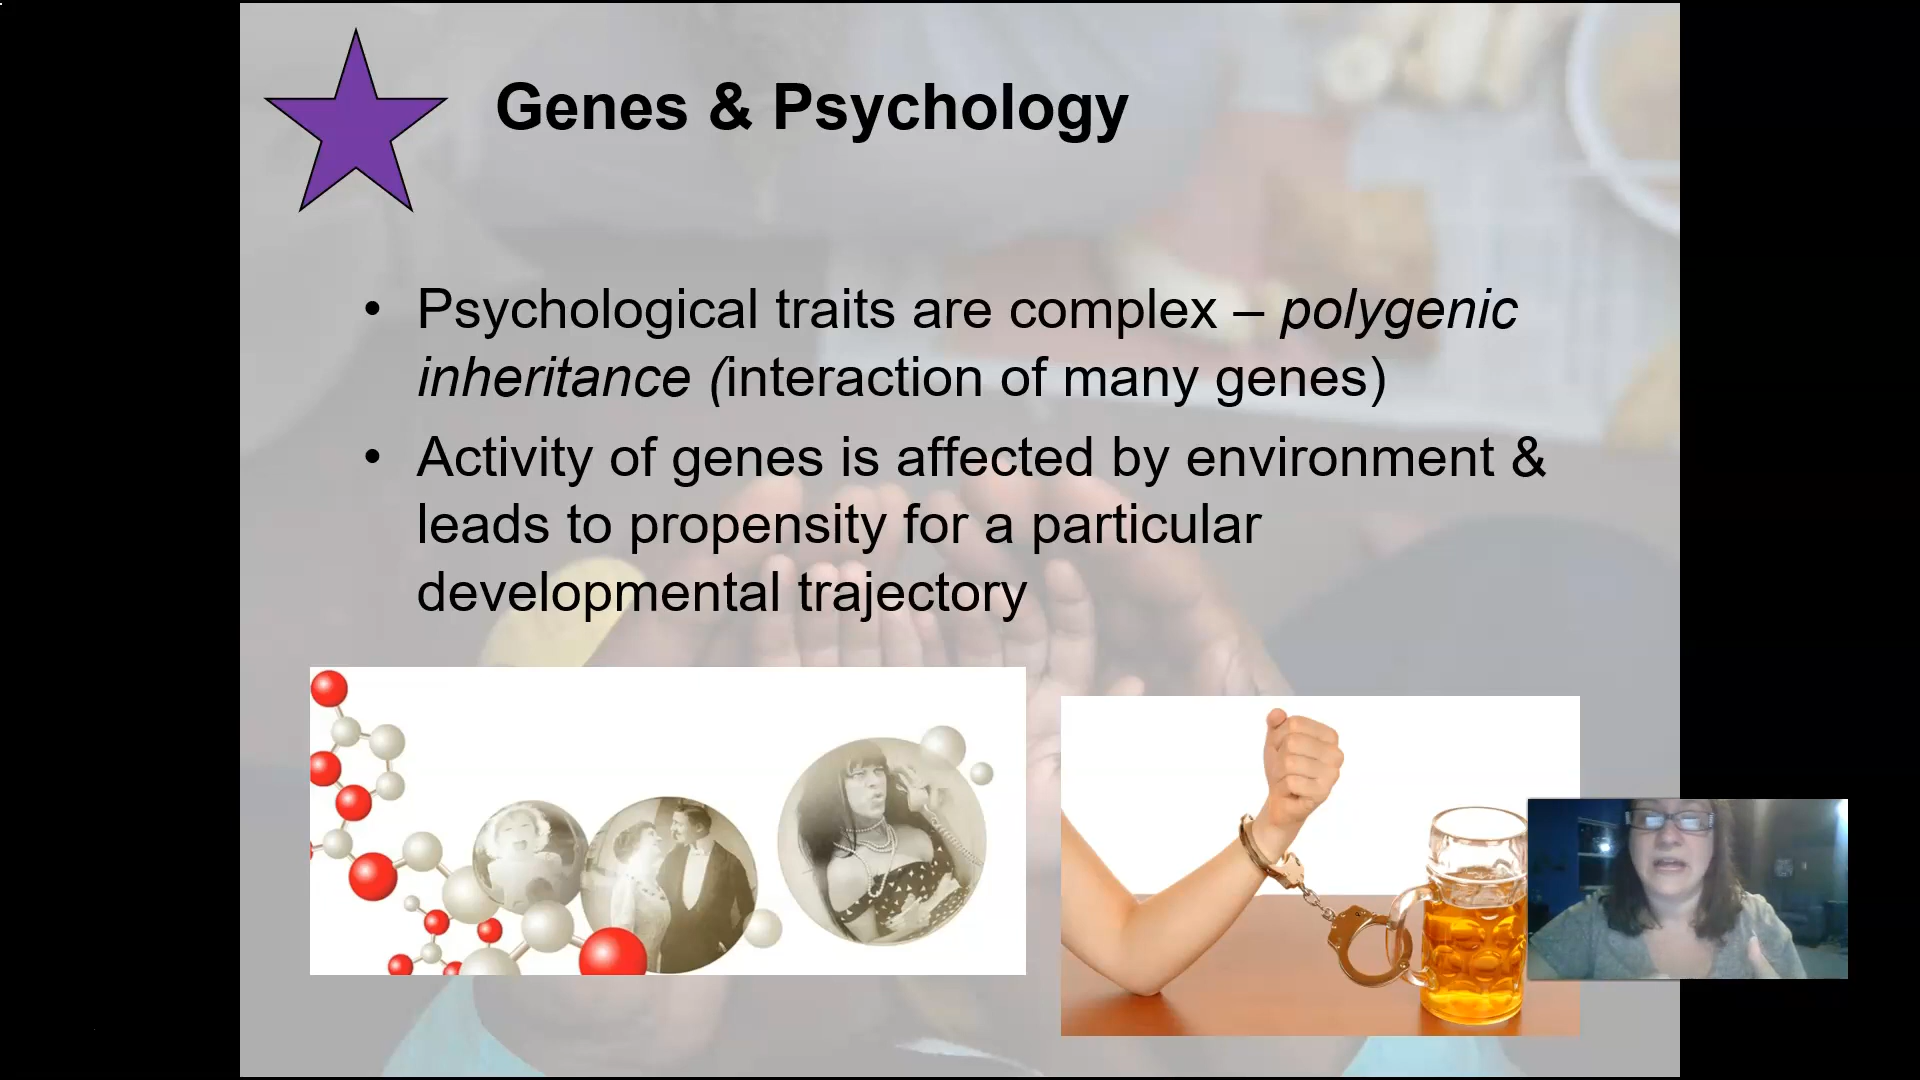 Genes & Psychology
• Psychological traits are complex – polygenic
inheritance (interaction of many genes)
• Activity of genes is affected by environment &
leads to propensity for a particular
developmental trajectory